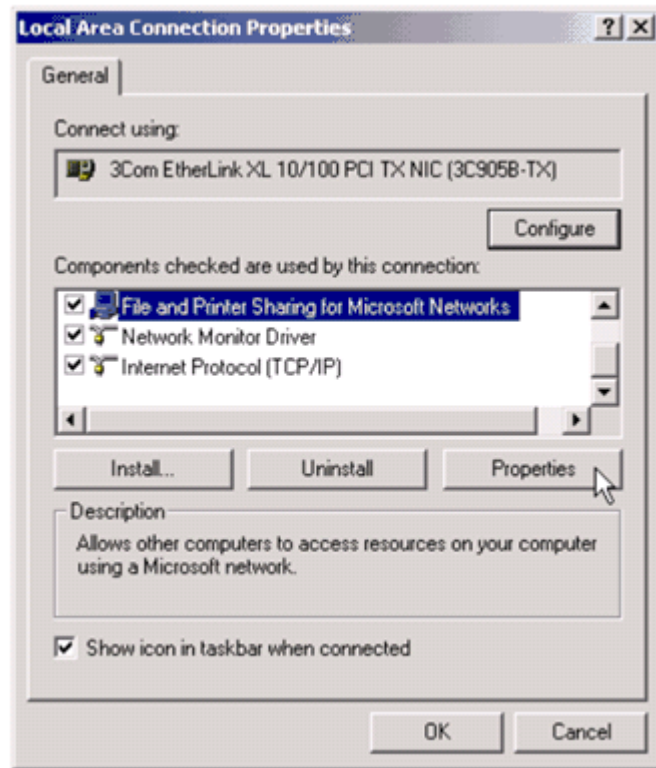 Local Area Connection Properties
General
Connect using:
3Com EtherLink XL 10/100 PCI TX NIC (3C905B-TX)
Configure
Components checked are used by this connection:
File and Printer Sharing for Microsoft Networks
Network Monitor Driver
Internet Protocol (TCP/IP)
Install... Uninstall Properties
Description
Allows other computers to access resources on your computer
using a Microsoft network.
Show icon in taskbar when connected
OK Cancel